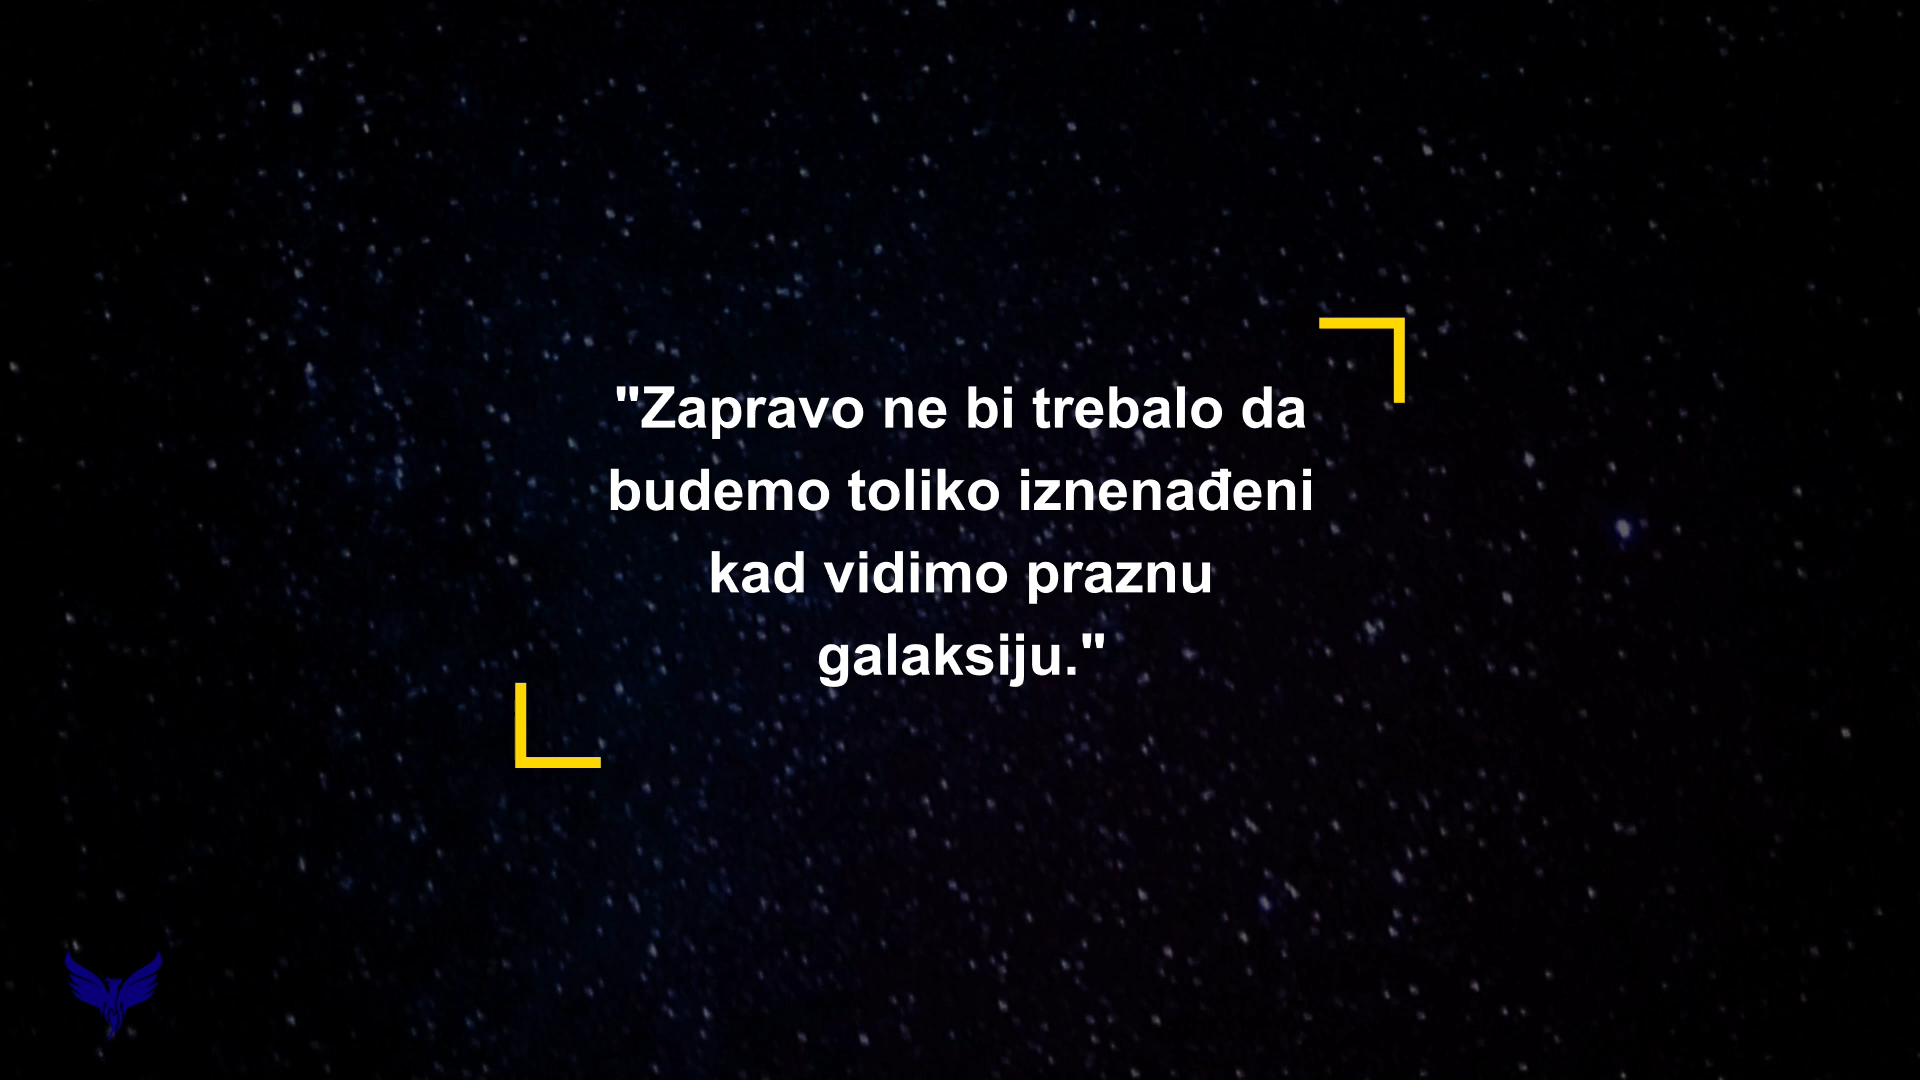 "Zapravo ne bi trebalo da
budemo toliko iznenađeni
kad vidimo praznu
galaksiju."